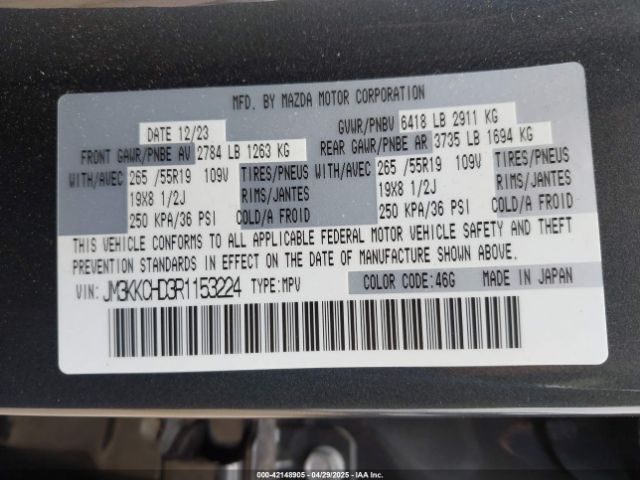 MFD. BY MAZDA MOTOR CORPORATION
DATE 12/23 GVWR/PNBV 6418 LB 2911 KG
FRONT GAWR/PNBE AV 2784 LB 1263 KG REAR GAWR/PNBE AR 3735 LB 1694 KG
WITH/AVEC 265 /55R19 109V TIRES/PNEUS WITH/AVEC 265 /55R19 109V TIRES/PNEUS
19X8 1/2J RIMS/JANTES 19X8 1/2J RIMS/JANTES
250 KPA/36 PSI COLD/A FROID 250 KPA/36 PSI COLD/A FROID
THIS VEHICLE CONFORMS TO ALL APPLICABLE FEDERAL MOTOR VEHICLE SAFETY AND THEFT
PREVENTION STANDARDS IN EFFECT ON THE DATE OF MANUFACTURE SHOWN ABOVE.
VIN: JM3KKCHD3R1153224 TYPE: MPV COLOR CODE: 46G MADE IN JAPAN
000-42148905 - 04/29/2025 - IAA Inc.